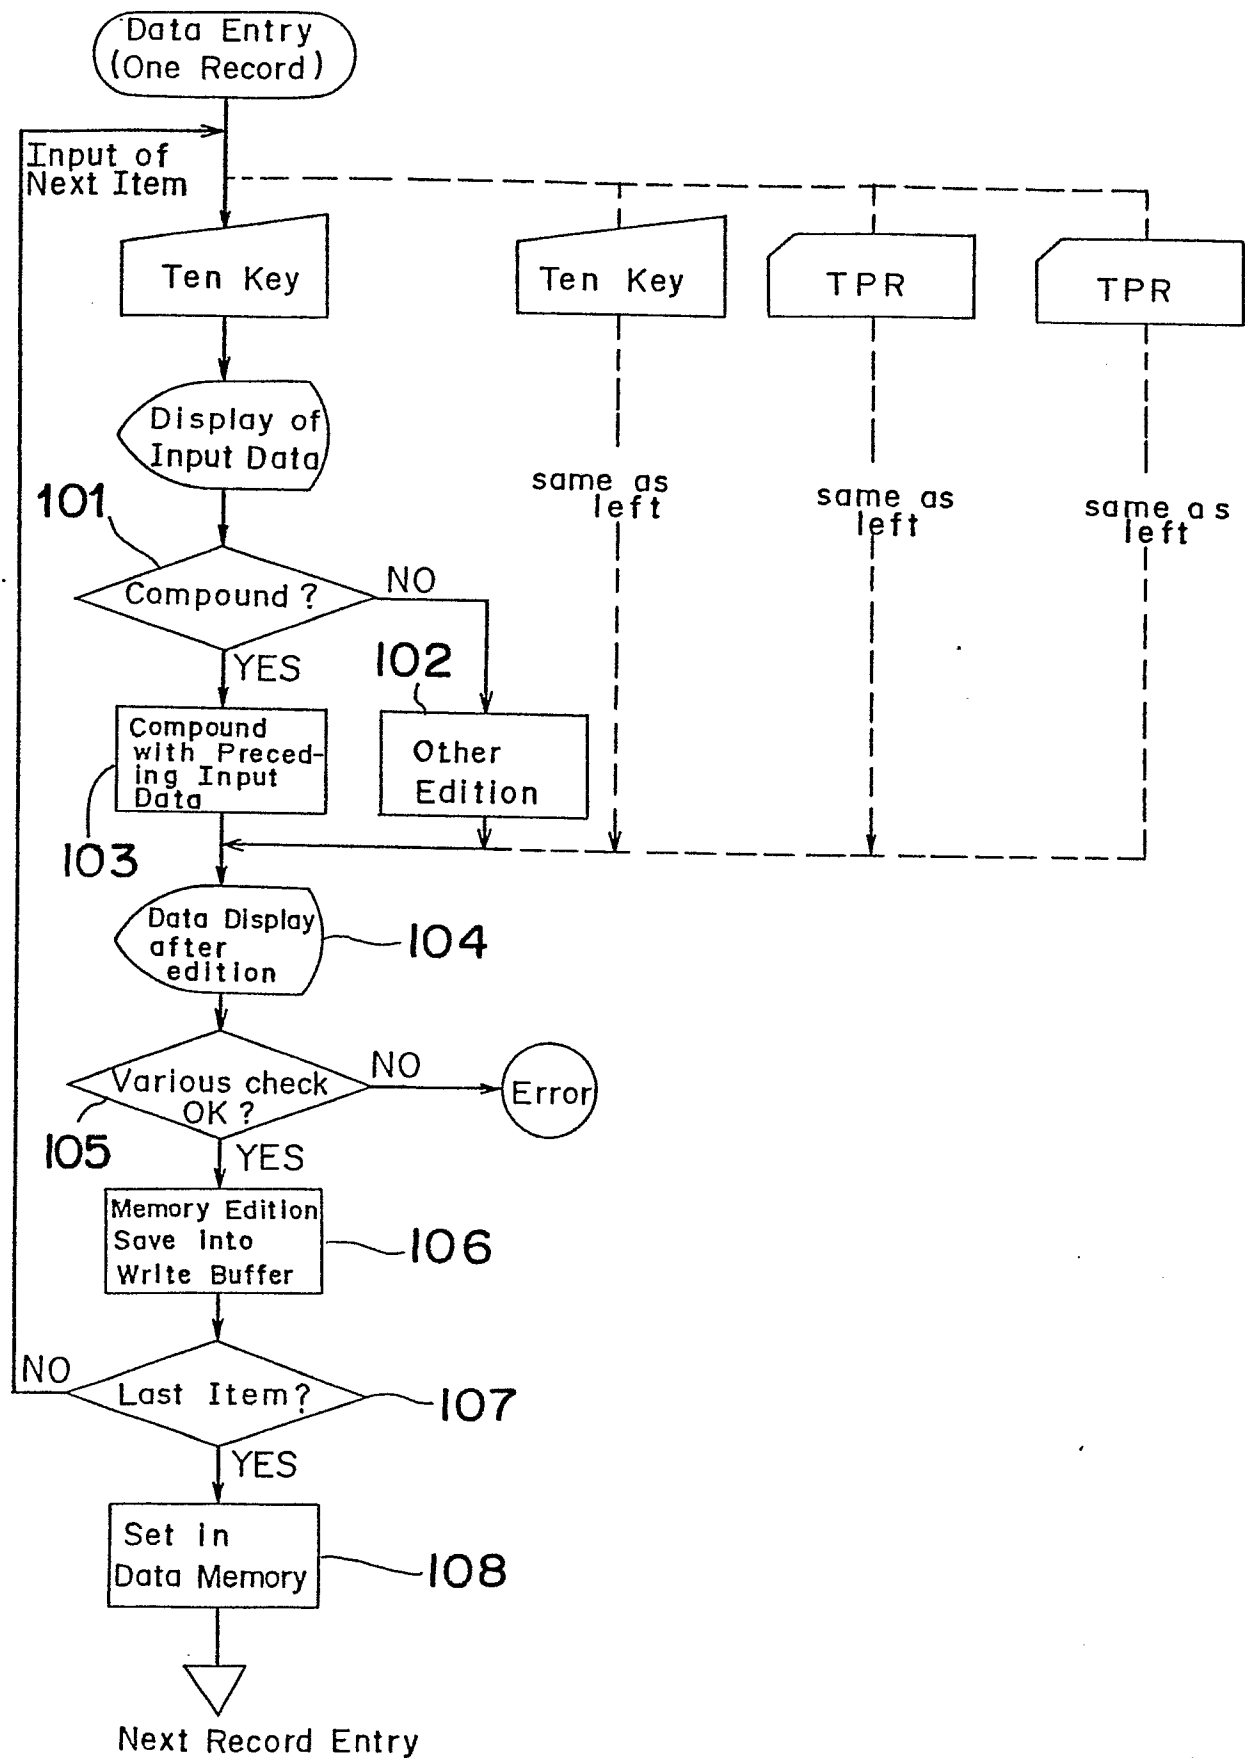 Data Entry
(One Record)
Input of
Next Item
Ten Key
Ten Key
TPR
TPR
Display of
Input Data
same as
left
same as
left
same as
left
101
Compound ?
NO
YES
102
Compound
with Preced-
ing Input
Data
Other
Edition
103
Data Display
after
edition
104
Various check
OK ?
NO
Error
105
YES
Memory Edition
Save into
Write Buffer
106
NO
Last Item?
107
YES
Set in
Data Memory
108
Next Record Entry